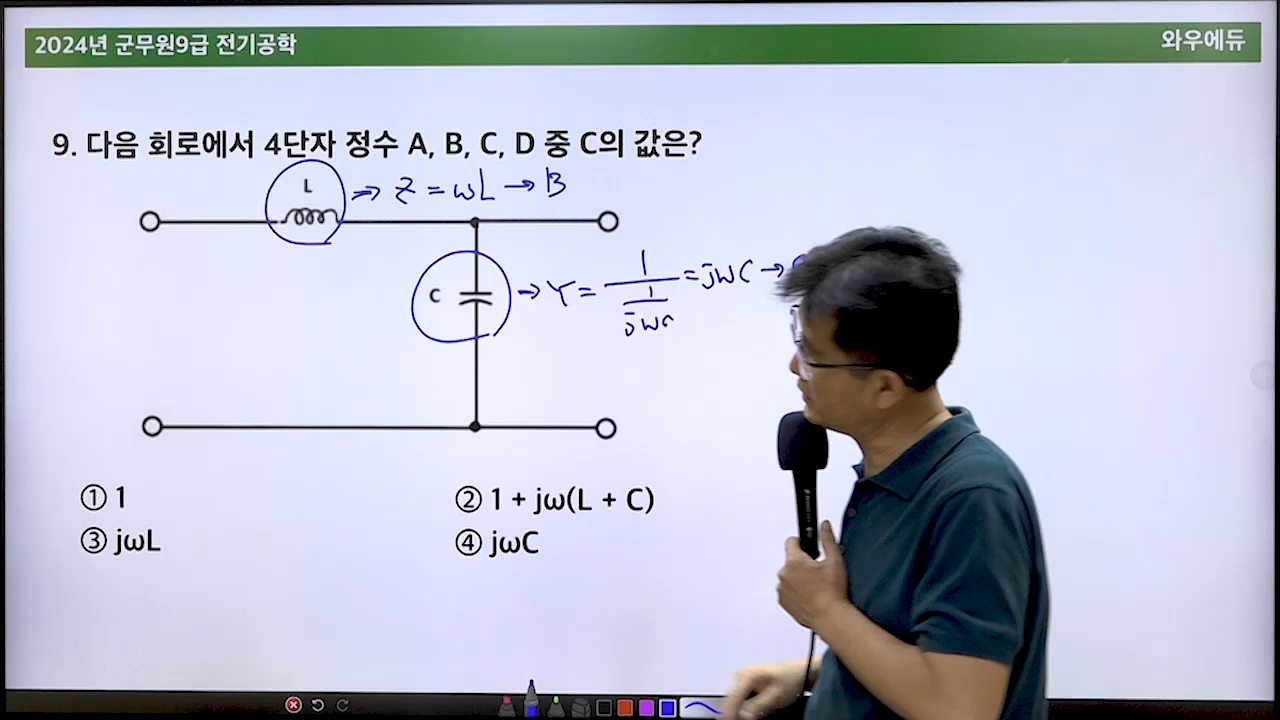 2024년 군무원9급 전기공학
와우에듀
9. 다음 회로에서 4단자 정수 A, B, C, D 중 C의 값은?
L ⇒ Z = ωL → B
C → Y = 1 / (1 / jωC) = jωC →
① 1
② 1 + jω(L + C)
③ jωL
④ jωC